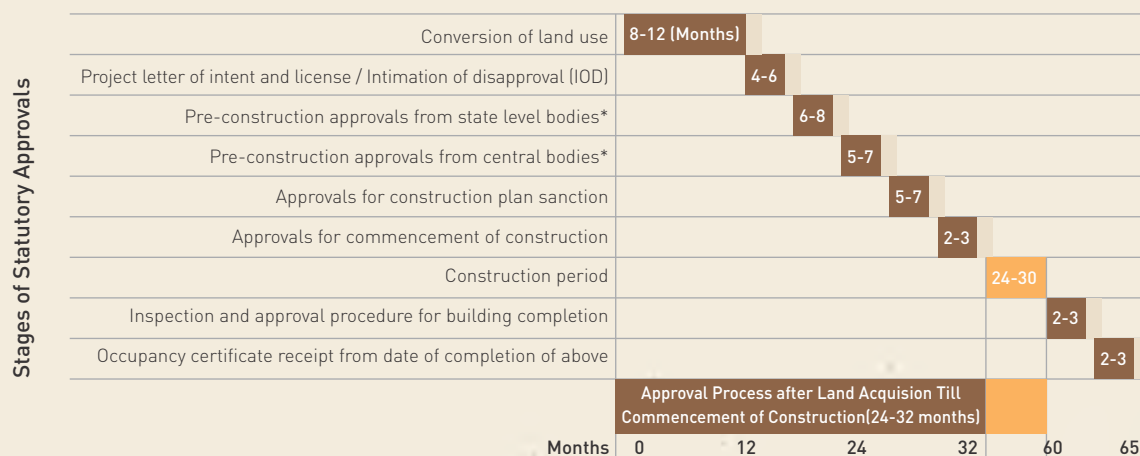 Stages of Statutory Approvals
Conversion of land use 8-12 (Months)
Project letter of intent and license / Intimation of disapproval (IOD) 4-6
Pre-construction approvals from state level bodies* 6-8
Pre-construction approvals from central bodies* 5-7
Approvals for construction plan sanction 5-7
Approvals for commencement of construction 2-3
Construction period 24-30
Inspection and approval procedure for building completion 2-3
Occupancy certificate receipt from date of completion of above 2-3
Approval Process after Land Acquision Till
Commencement of Construction(24-32 months)
Months 0 12 24 32 60 65